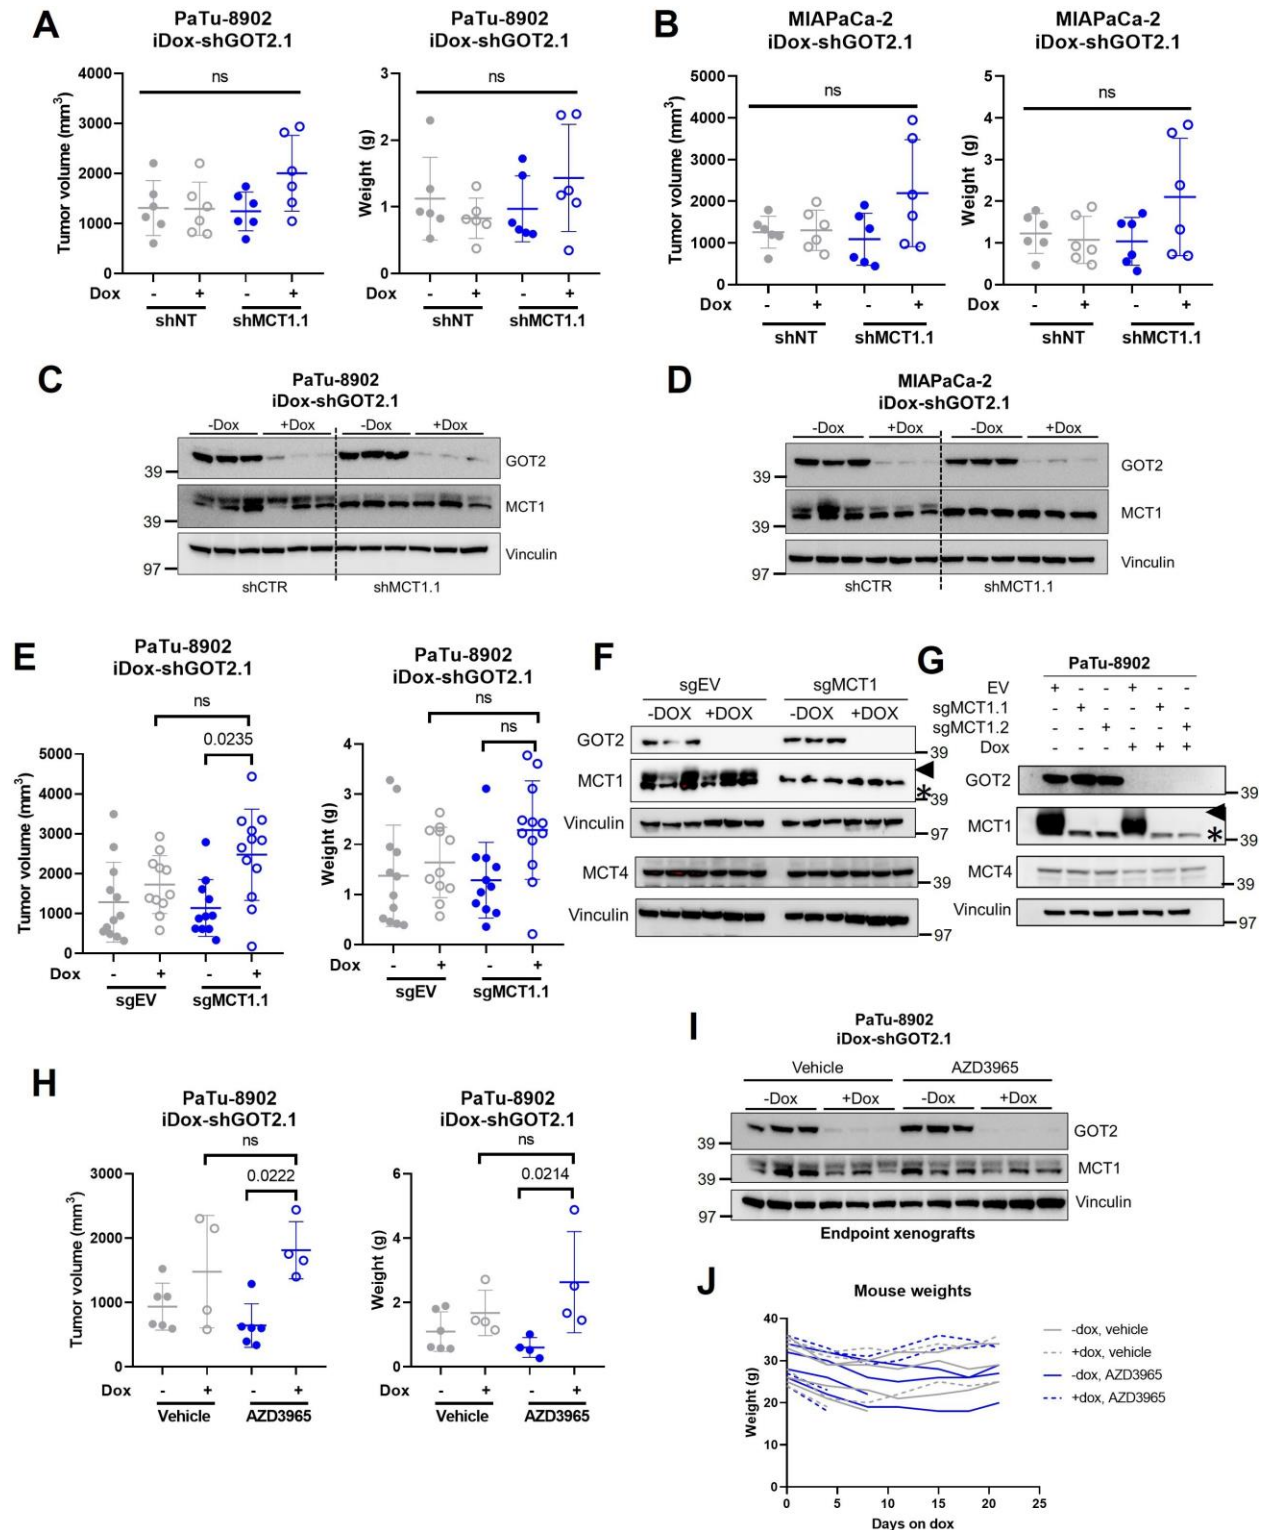 A
PaTu-8902
iDox-shGOT2.1
ns
Tumor volume (mm3)
4000
3000
2000
1000
0
Dox - + - +
shNT shMCT1.1
PaTu-8902
iDox-shGOT2.1
ns
Weight (g)
3
2
1
0
- + - +
shNT shMCT1.1
B
MIAPaCa-2
iDox-shGOT2.1
ns
Tumor volume (mm3)
5000
4000
3000
2000
1000
0
Dox - + - +
shNT shMCT1.1
MIAPaCa-2
iDox-shGOT2.1
ns
Weight (g)
5
4
3
2
1
0
- + - +
shNT shMCT1.1
C
PaTu-8902
iDox-shGOT2.1
-Dox +Dox -Dox +Dox
39 GOT2
39 MCT1
97 Vinculin
shCTR shMCT1.1
D
MIAPaCa-2
iDox-shGOT2.1
-Dox +Dox -Dox +Dox
39 GOT2
39 MCT1
97 Vinculin
shCTR shMCT1.1
E
PaTu-8902
iDox-shGOT2.1
ns
0.0235
Tumor volume (mm3)
5000
4000
3000
2000
1000
0
Dox - + - +
sgEV sgMCT1.1
PaTu-8902
iDox-shGOT2.1
ns
ns
Weight (g)
4
3
2
1
0
Dox - + - +
sgEV sgMCT1.1
F
sgEV sgMCT1
-DOX +DOX -DOX +DOX
GOT2 39
MCT1 * 39
Vinculin 97
MCT4 39
Vinculin 97
G
PaTu-8902
EV + - - + - -
sgMCT1.1 - + - - + -
sgMCT1.2 - - + - - +
Dox - - - + + +
GOT2 39
MCT1 * 39
MCT4 39
Vinculin 97
H
PaTu-8902
iDox-shGOT2.1
ns
0.0222
Tumor volume (mm3)
3000
2000
1000
0
Dox - + - +
Vehicle AZD3965
PaTu-8902
iDox-shGOT2.1
ns
0.0214
Weight (g)
6
4
2
0
Dox - + - +
Vehicle AZD3965
I
PaTu-8902
iDox-shGOT2.1
Vehicle AZD3965
-Dox +Dox -Dox +Dox
39 GOT2
39 MCT1
97 Vinculin
Endpoint xenografts
J
Mouse weights
Weight (g)
40
30
20
10
0
0 5 10 15 20 25
Days on dox
-dox, vehicle
+dox, vehicle
-dox, AZD3965
+dox, AZD3965